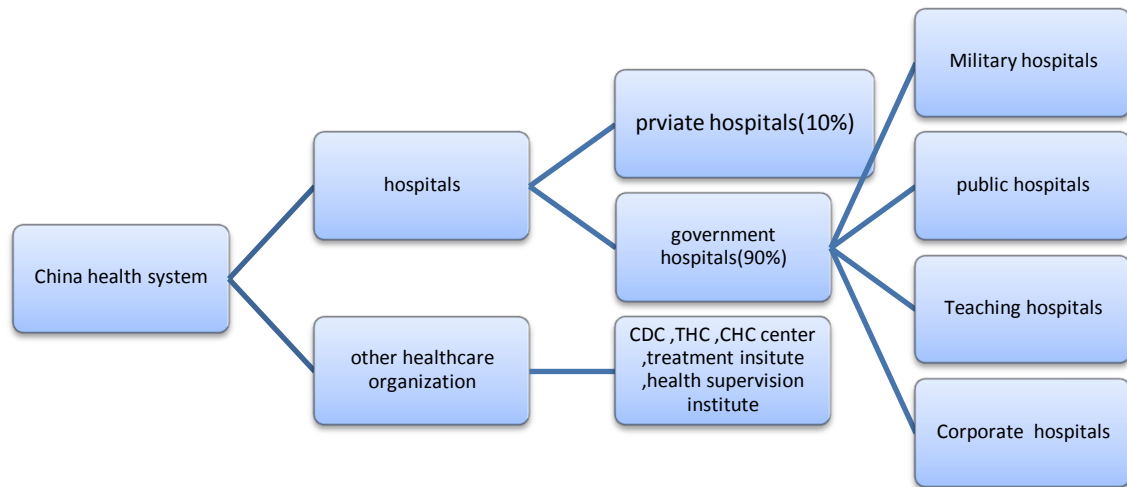 China health system
hospitals
other healthcare
organization
prviate hospitals(10%)
government
hospitals(90%)
CDC ,THC ,CHC center
,treatment insitute
,health supervision
institute
Military hospitals
public hospitals
Teaching hospitals
Corporate  hospitals